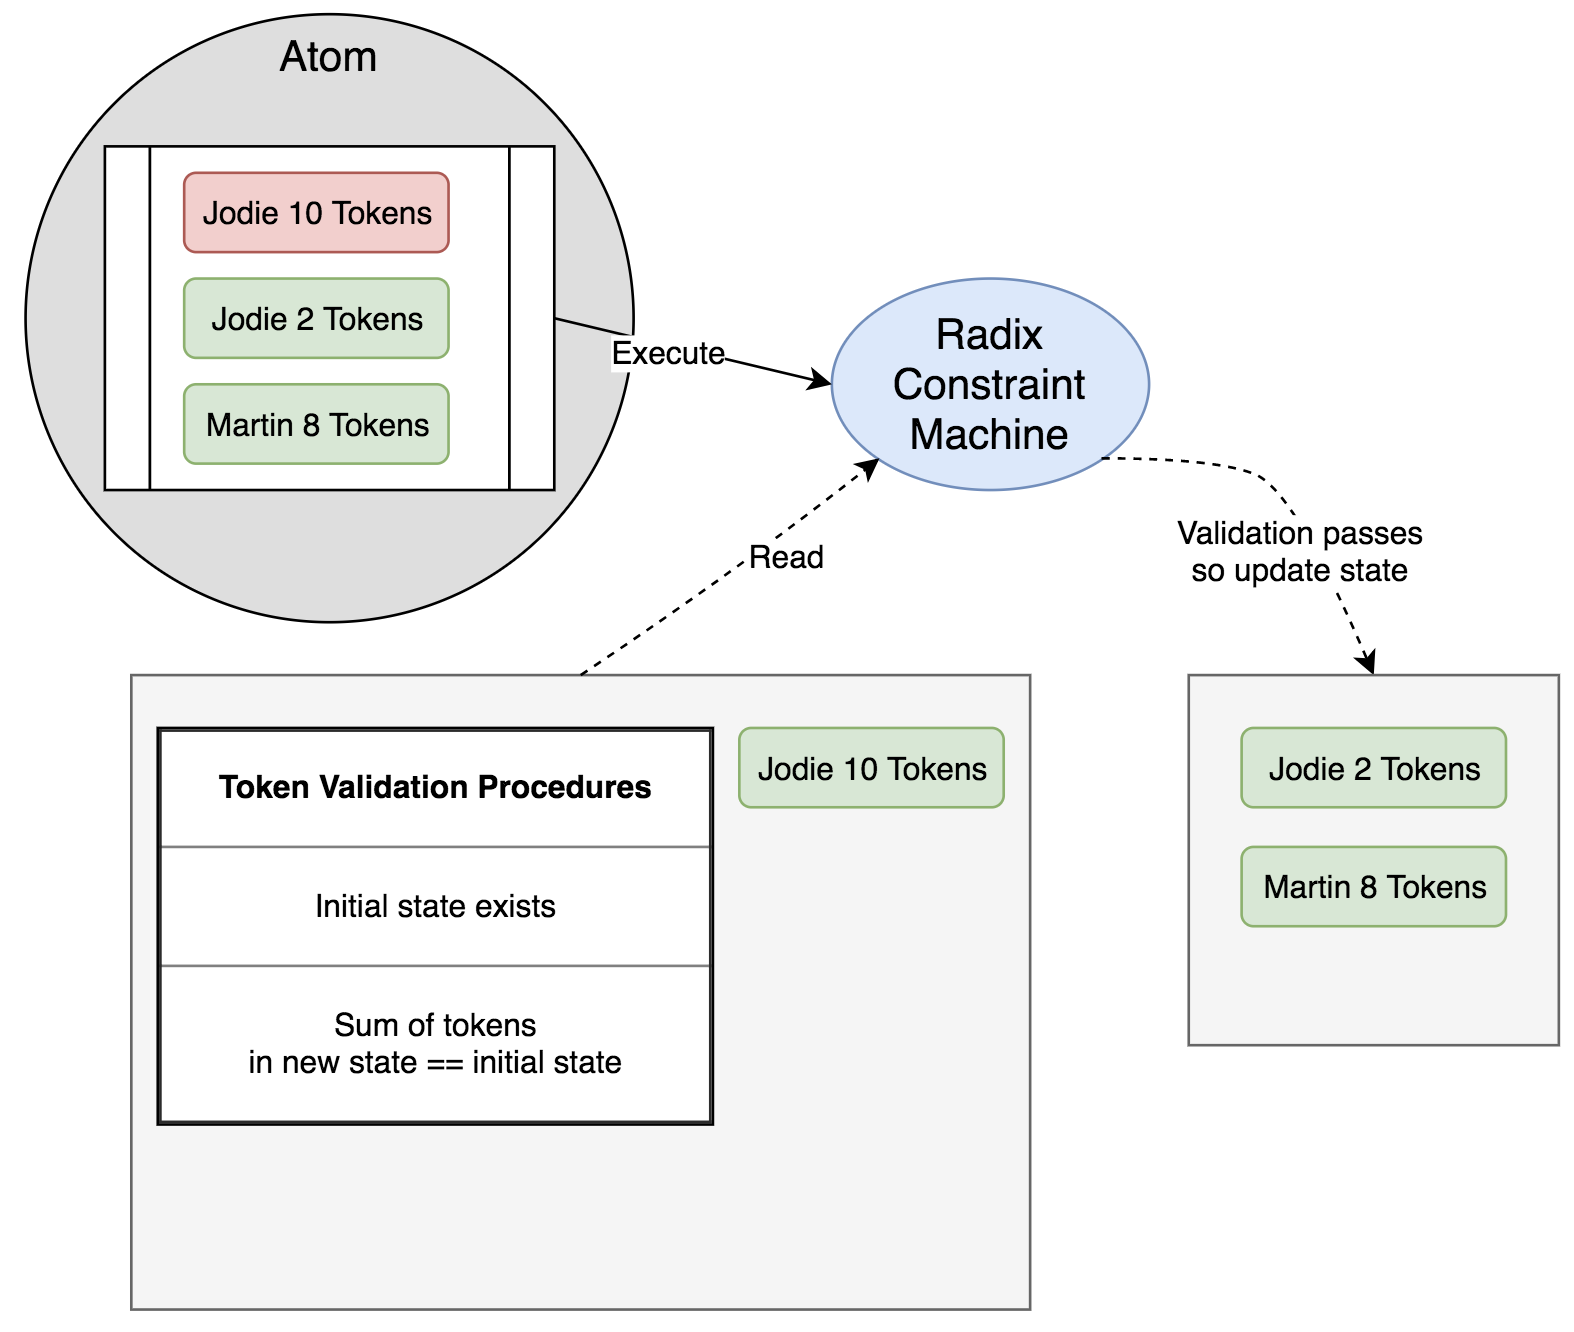 Atom
Jodie 10 Tokens
Jodie 2 Tokens
Martin 8 Tokens
Execute
Radix
Constraint
Machine
Read
Validation passes
so update state
Token Validation Procedures
Initial state exists
Sum of tokens
in new state == initial state
Jodie 10 Tokens
Jodie 2 Tokens
Martin 8 Tokens